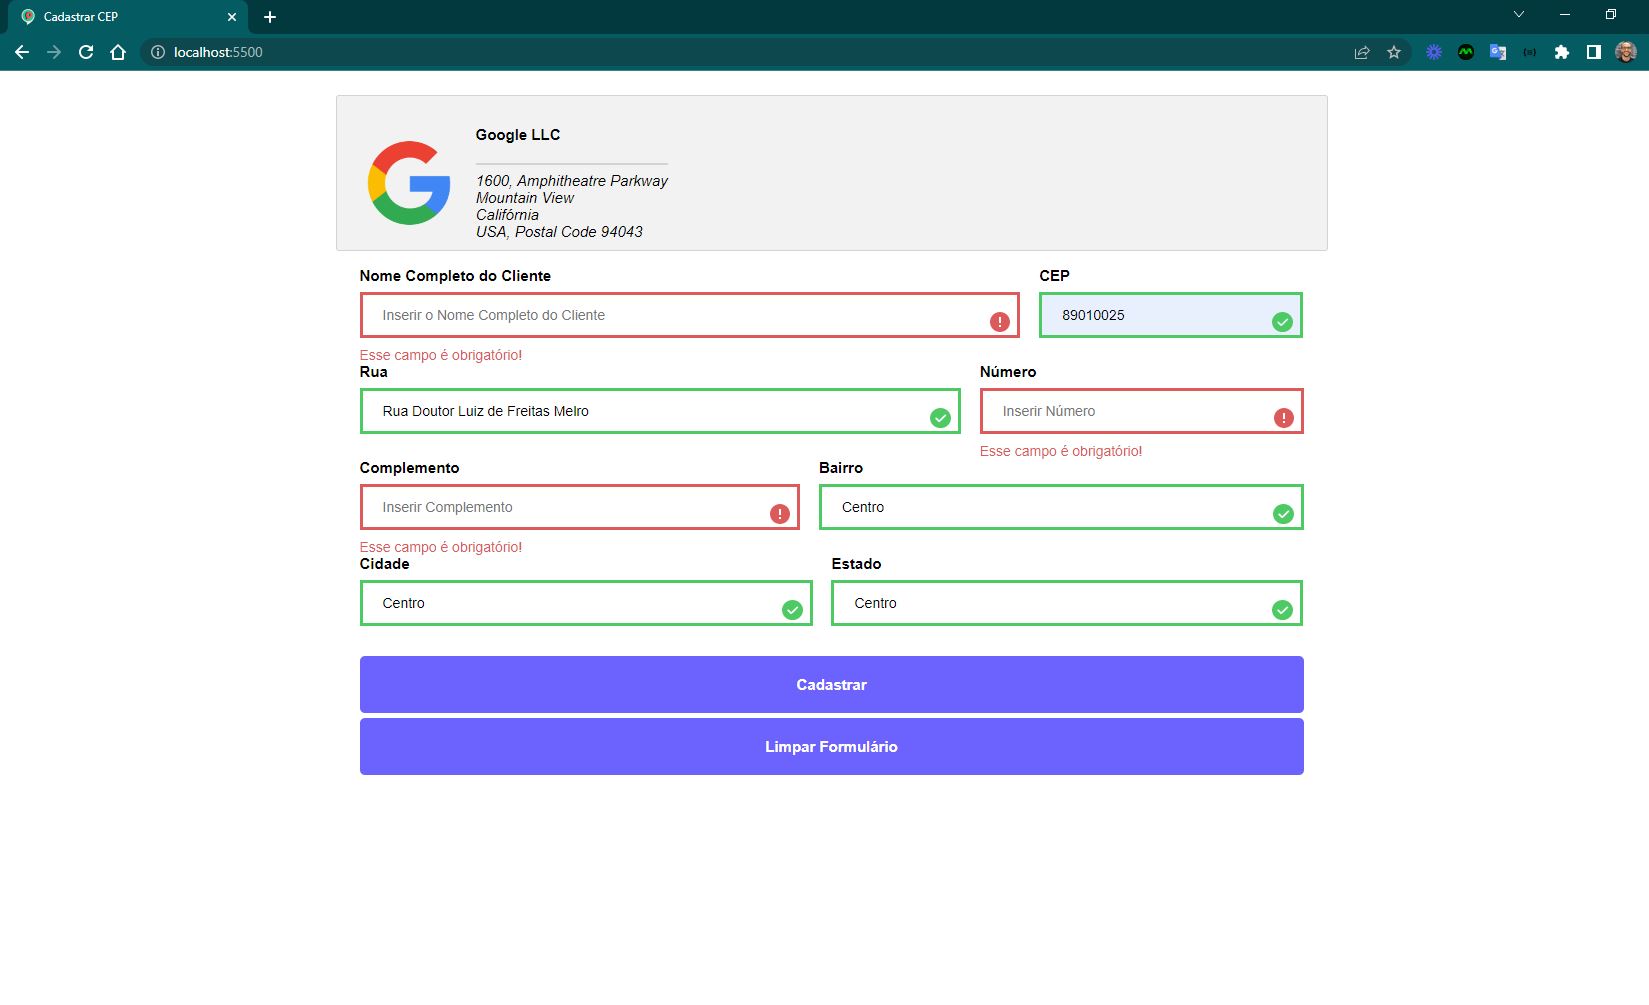 Cadastrar CEP
localhost:5500
Google LLC
1600, Amphitheatre Parkway
Mountain View
Califórnia
USA, Postal Code 94043
Nome Completo do Cliente
CEP
Inserir o Nome Completo do Cliente
89010025
Esse campo é obrigatório!
Rua
Número
Rua Doutor Luiz de Freitas Melro
Inserir Número
Esse campo é obrigatório!
Complemento
Bairro
Inserir Complemento
Centro
Esse campo é obrigatório!
Cidade
Estado
Centro
Centro
Cadastrar
Limpar Formulário